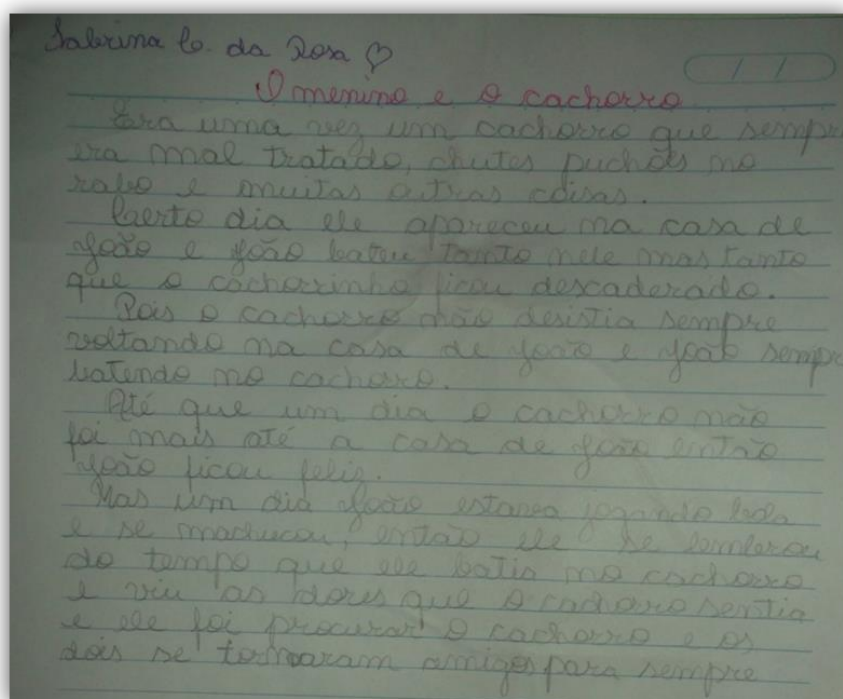 Sabrina C. da Rosa ♡
/ /
O menino e o cachorro
Era uma vez um cachorro que sempr
era mal tratado, chutes puchões no
rabo e muitas outras coisas.
Certo dia ele apareceu na casa de
João e João bateu tanto nele mas tanto
que o cachorrinho ficou descaderado.
Pois o cachorro não desistia sempre
voltando na casa de João e João sempr
batendo no cachorro.
Até que um dia o cachorro não
foi mais até a casa de João então
João ficou feliz.
Mas um dia João estava jogando bola
e se maducou, então ele se lembrou
do tempo que ele batia no cachorro
e viu as dores que o cachorro sentia
e ele foi procurar o cachorro e os
dois se tornaram amigos para sempre